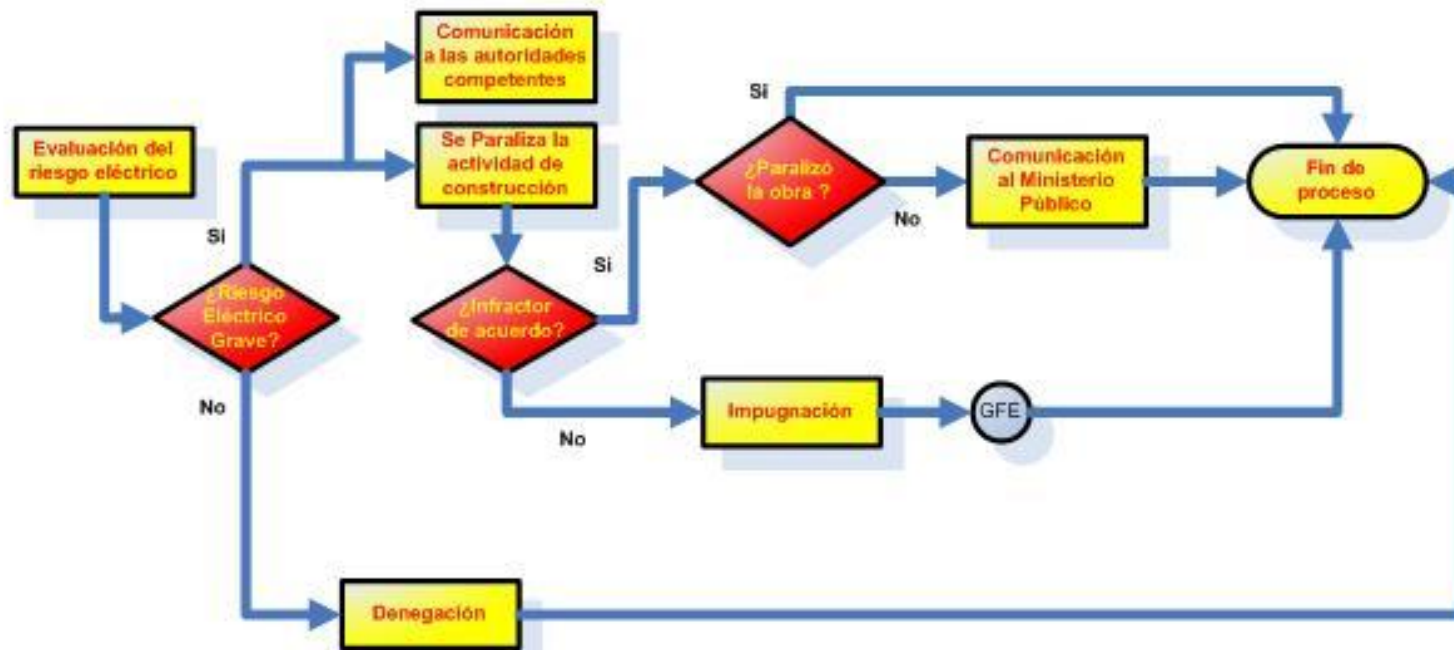 Comunicación
a las autoridades
competentes
Evaluación del
riesgo eléctrico
Se Paraliza la
actividad de
construcción
Si
¿Riesgo
Eléctrico
Grave?
No
¿Infractor
de acuerdo?
Si
No
¿Paralizó
la obra ?
Si
No
Comunicación
al Ministerio
Público
Fin de
proceso
Impugnación
GFE
Denegación